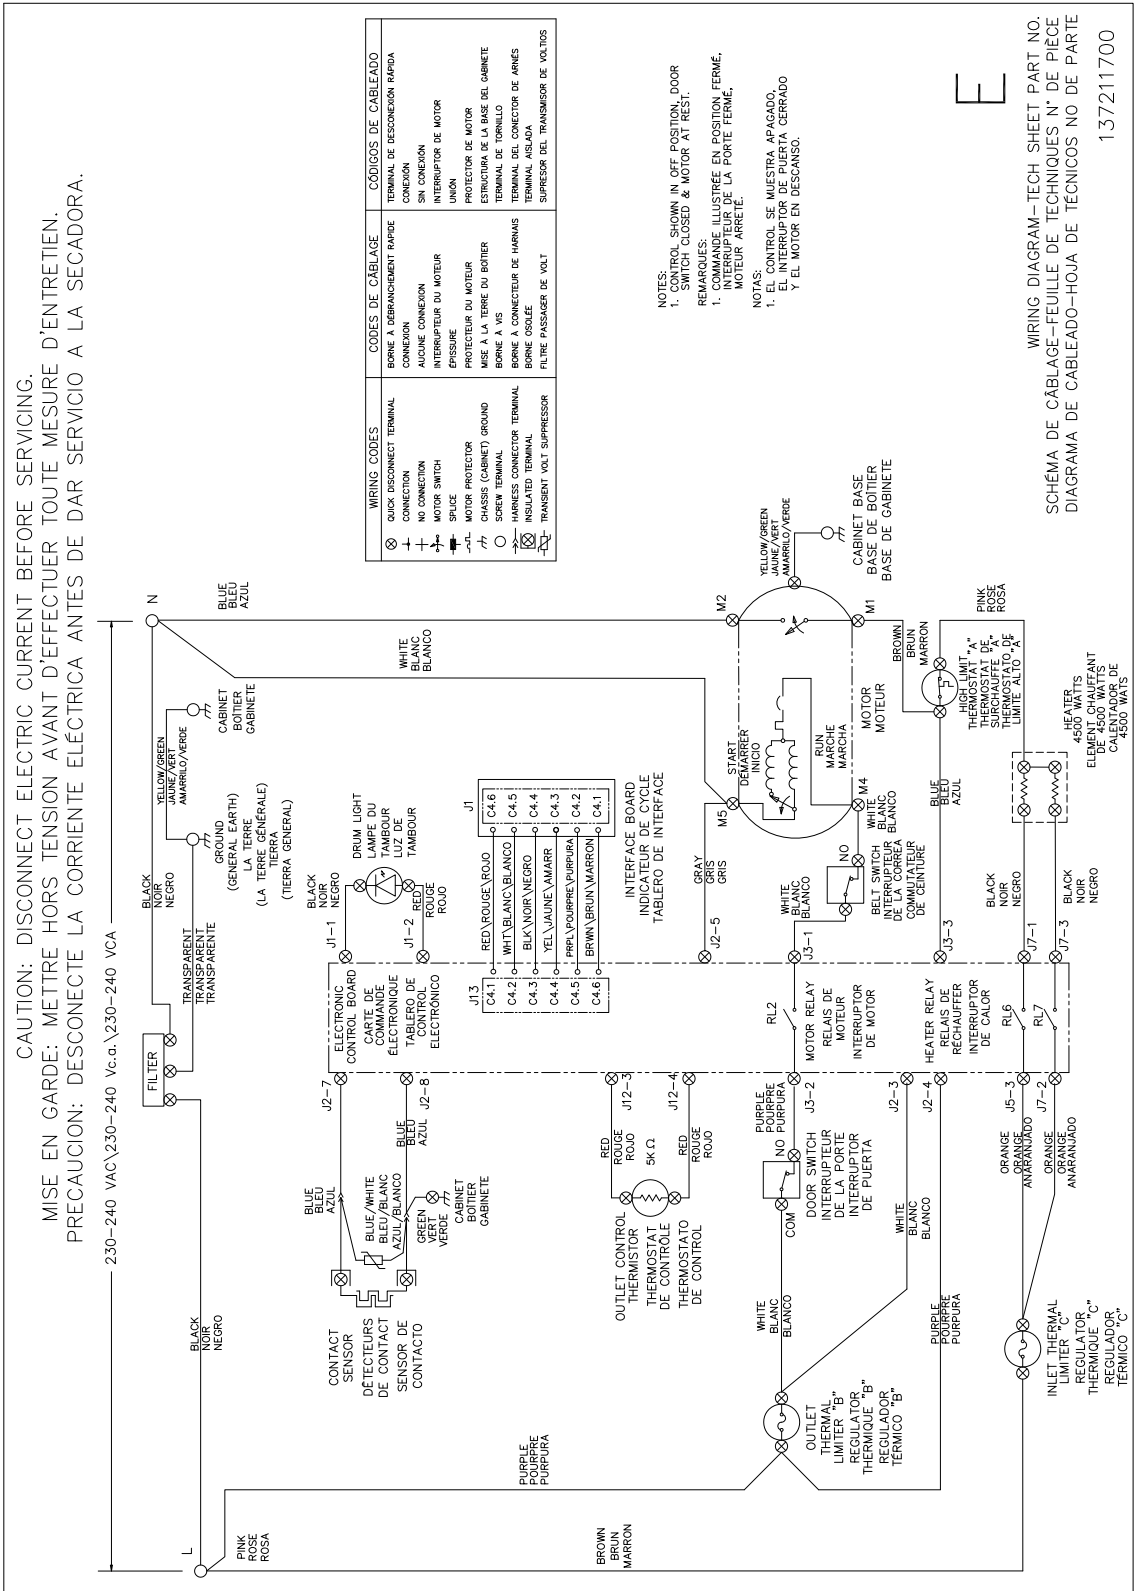 CAUTION: DISCONNECT ELECTRIC CURRENT BEFORE SERVICING.
MISE EN GARDE: METTRE HORS TENSION AVANT D'EFFECTUER TOUTE MESURE D'ENTRETIEN.
PRECAUCION: DESCONECTE LA CORRIENTE ELÉCTRICA ANTES DE DAR SERVICIO A LA SECADORA.
230-240 VAC\230-240 Vc.a.\230-240 VCA
L
N
BLACK
NOIR
NEGRO
FILTER
BLACK
NOIR
NEGRO
TRANSPARENT
TRANSPARENT
TRANSPARENTE
YELLOW/GREEN
JAUNE/VERT
AMARRILO/VERDE
GROUND
(GENERAL EARTH)
LA TERRE
(LA TERRE GÉNÉRALE)
TIERRA
(TIERRA GENERAL)
CABINET
BOÎTIER
GABINETE
BLUE
BLEU
AZUL
PINK
ROSE
ROSA
PURPLE
POURPRE
PURPURA
BROWN
BRUN
MARRON
WHITE
BLANC
BLANCO
CONTACT
SENSOR
DÉTECTEURS
DE CONTACT
SENSOR DE
CONTACTO
BLUE
BLEU
AZUL
BLUE/WHITE
BLEU/BLANC
AZUL/BLANCO
GREEN
VERT
VERDE
CABINET
BOÎTIER
GABINETE
BLUE
BLEU
AZUL
J2-7
J2-8
ELECTRONIC
CONTROL BOARD
CARTE DE
COMMANDE
ÉLECTRONIQUE
TABLERO DE
CONTROL
ELECTRÓNICO
J1-1
J1-2
BLACK
NOIR
NEGRO
RED
ROUGE
ROJO
DRUM LIGHT
LAMPE DU
TAMBOUR
LUZ DE
TAMBOUR
J13
C4.1
C4.2
C4.3
C4.4
C4.5
C4.6
RED\ROUGE\ROJO
WHT\BLANC\BLANCO
BLK\NOIR\NEGRO
YEL\JAUNE\AMARR
PRPL\POURPRE\PURPURA
BRWN\BRUN\MARRON
J1
C4.6
C4.5
C4.4
C4.3
C4.2
C4.1
INTERFACE BOARD
INDICATEUR DE CYCLE
TABLERO DE INTERFACE
OUTLET CONTROL
THERMISTOR
THERMOSTAT
DE CONTRÔLE
THERMOSTATO
DE CONTROL
RED
ROUGE
ROJO
5K Ω
RED
ROUGE
ROJO
J12-3
J12-4
GRAY
GRIS
GRIS
J2-5
M5
M2
START
DÉMARRER
INICIO
RUN
MARCHE
MARCHA
MOTOR
MOTEUR
M4
M1
YELLOW/GREEN
JAUNE/VERT
AMARRILO/VERDE
CABINET BASE
BASE DE BOÎTIER
BASE DE GABINETE
OUTLET
THERMAL
LIMITER "B"
REGULATOR
THERMIQUE "B"
REGULADOR
TÉRMICO "B"
WHITE
BLANC
BLANCO
COM
NO
DOOR SWITCH
INTERRUPTEUR
DE LA PORTE
INTERRUPTOR
DE PUERTA
PURPLE
POURPRE
PURPURA
J3-2
RL2
MOTOR RELAY
RELAIS DE
MOTEUR
INTERRUPTOR
DE MOTOR
J3-1
WHITE
BLANC
BLANCO
NO
BELT SWITCH
INTERRUPTEUR
DE LA CORREA
COMMUTATEUR
DE CEINTURE
WHITE
BLANC
BLANCO
WHITE
BLANC
BLANCO
J2-3
PURPLE
POURPRE
PURPURA
J2-4
HEATER RELAY
RELAIS DE
RÉCHAUFFER
INTERRUPTOR
DE CALOR
J3-3
BLUE
BLEU
AZUL
BROWN
BRUN
MARRON
HIGH LIMIT
THERMOSTAT "A"
THERMOSTAT DE
SURCHAUFFE "A"
THERMOSTATO DE
LIMITE ALTO "A"
PINK
ROSE
ROSA
INLET THERMAL
LIMITER "C"
REGULATOR
THERMIQUE "C"
REGULADOR
TÉRMICO "C"
ORANGE
ORANGE
ANARANJADO
ORANGE
ORANGE
ANARANJADO
J5-3
J7-2
RL6
RL7
J7-1
J7-3
BLACK
NOIR
NEGRO
BLACK
NOIR
NEGRO
HEATER
4500 WATTS
ELEMENT CHAUFFANT
DE 4500 WATTS
CALENTADOR DE
4500 WATS
WIRING CODES CODES DE CÂBLAGE CÓDIGOS DE CABLEADO
QUICK DISCONNECT TERMINAL BORNE À DÉBRANCHEMENT RAPIDE TERMINAL DE DESCONEXIÓN RÁPIDA
CONNECTION CONNEXION CONEXIÓN
NO CONNECTION AUCUNE CONNEXION SIN CONEXIÓN
MOTOR SWITCH INTERRUPTEUR DU MOTEUR INTERRUPTOR DE MOTOR
SPLICE ÉPISSURE UNIÓN
MOTOR PROTECTOR PROTECTEUR DU MOTEUR PROTECTOR DE MOTOR
CHASSIS (CABINET) GROUND MISE À LA TERRE DU BOÎTIER ESTRUCTURA DE LA BASE DEL GABINETE
SCREW TERMINAL BORNE À VIS TERMINAL DE TORNILLO
HARNESS CONNECTOR TERMINAL BORNE À CONNECTEUR DE HARNAIS TERMINAL DEL CONECTOR DE ARNÉS
INSULATED TERMINAL BORNE OSOLÉE TERMINAL AISLADA
TRANSIENT VOLT SUPPRESSOR FILTRE PASSAGER DE VOLT SUPRESOR DEL TRANSMISOR DE VOLTIOS
NOTES:
1. CONTROL SHOWN IN OFF POSITION, DOOR
SWITCH CLOSED & MOTOR AT REST.
REMARQUES:
1. COMMANDE ILLUSTRÉE EN POSITION FERMÉ,
INTERRUPTEUR DE LA PORTE FERMÉ,
MOTEUR ARRETÉ.
NOTAS:
1. EL CONTROL SE MUESTRA APAGADO,
EL INTERRUPTOR DE PUERTA CERRADO
Y EL MOTOR EN DESCANSO.
E
WIRING DIAGRAM-TECH SHEET PART NO.
SCHÉMA DE CÂBLAGE-FEUILLE DE TECHNIQUES N° DE PIÈCE
DIAGRAMA DE CABLEADO-HOJA DE TÉCNICOS NO DE PARTE
137211700